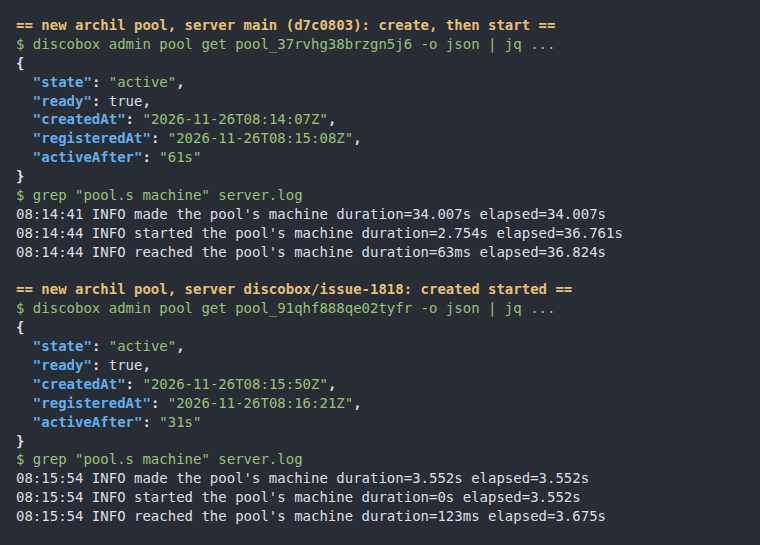 == new archil pool, server main (d7c0803): create, then start ==
$ discobox admin pool get pool_37rvhg38brzgn5j6 -o json | jq ...
{
  "state": "active",
  "ready": true,
  "createdAt": "2026-11-26T08:14:07Z",
  "registeredAt": "2026-11-26T08:15:08Z",
  "activeAfter": "61s"
}
$ grep "pool.s machine" server.log
08:14:41 INFO made the pool's machine duration=34.007s elapsed=34.007s
08:14:44 INFO started the pool's machine duration=2.754s elapsed=36.761s
08:14:44 INFO reached the pool's machine duration=63ms elapsed=36.824s

== new archil pool, server discobox/issue-1818: created started ==
$ discobox admin pool get pool_91qhf888qe02tyfr -o json | jq ...
{
  "state": "active",
  "ready": true,
  "createdAt": "2026-11-26T08:15:50Z",
  "registeredAt": "2026-11-26T08:16:21Z",
  "activeAfter": "31s"
}
$ grep "pool.s machine" server.log
08:15:54 INFO made the pool's machine duration=3.552s elapsed=3.552s
08:15:54 INFO started the pool's machine duration=0s elapsed=3.552s
08:15:54 INFO reached the pool's machine duration=123ms elapsed=3.675s